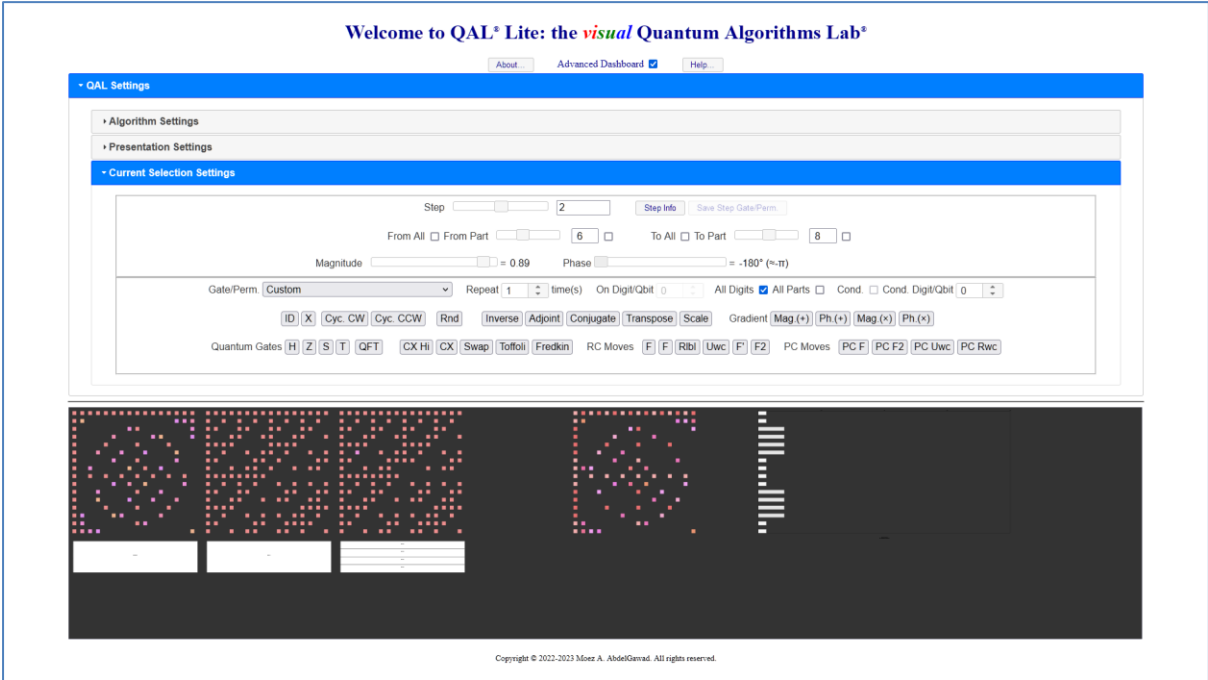 Welcome to QAL® Lite: the visual Quantum Algorithms Lab®
About... Advanced Dashboard Help...
QAL Settings
Algorithm Settings
Presentation Settings
Current Selection Settings
Step 2 Step Info Save Step Gate/Perm.
From All From Part 6 To All To Part 8
Magnitude = 0.89 Phase = -180° (≈-π)
Gate/Perm. Custom Repeat 1 time(s) On Digit/Qbit 0 All Digits All Parts Cond. Cond. Digit/Qbit 0
ID X Cyc. CW Cyc. CCW Rnd Inverse Adjoint Conjugate Transpose Scale Gradient Mag.(+) Ph.(+) Mag.(×) Ph.(×)
Quantum Gates H Z S T QFT CX Hi CX Swap Toffoli Fredkin RC Moves F F Rlbl Uwc F' F2 PC Moves PC F PC F2 PC Uwc PC Rwc
Copyright © 2022-2023 Moez A. AbdelGawad. All rights reserved.